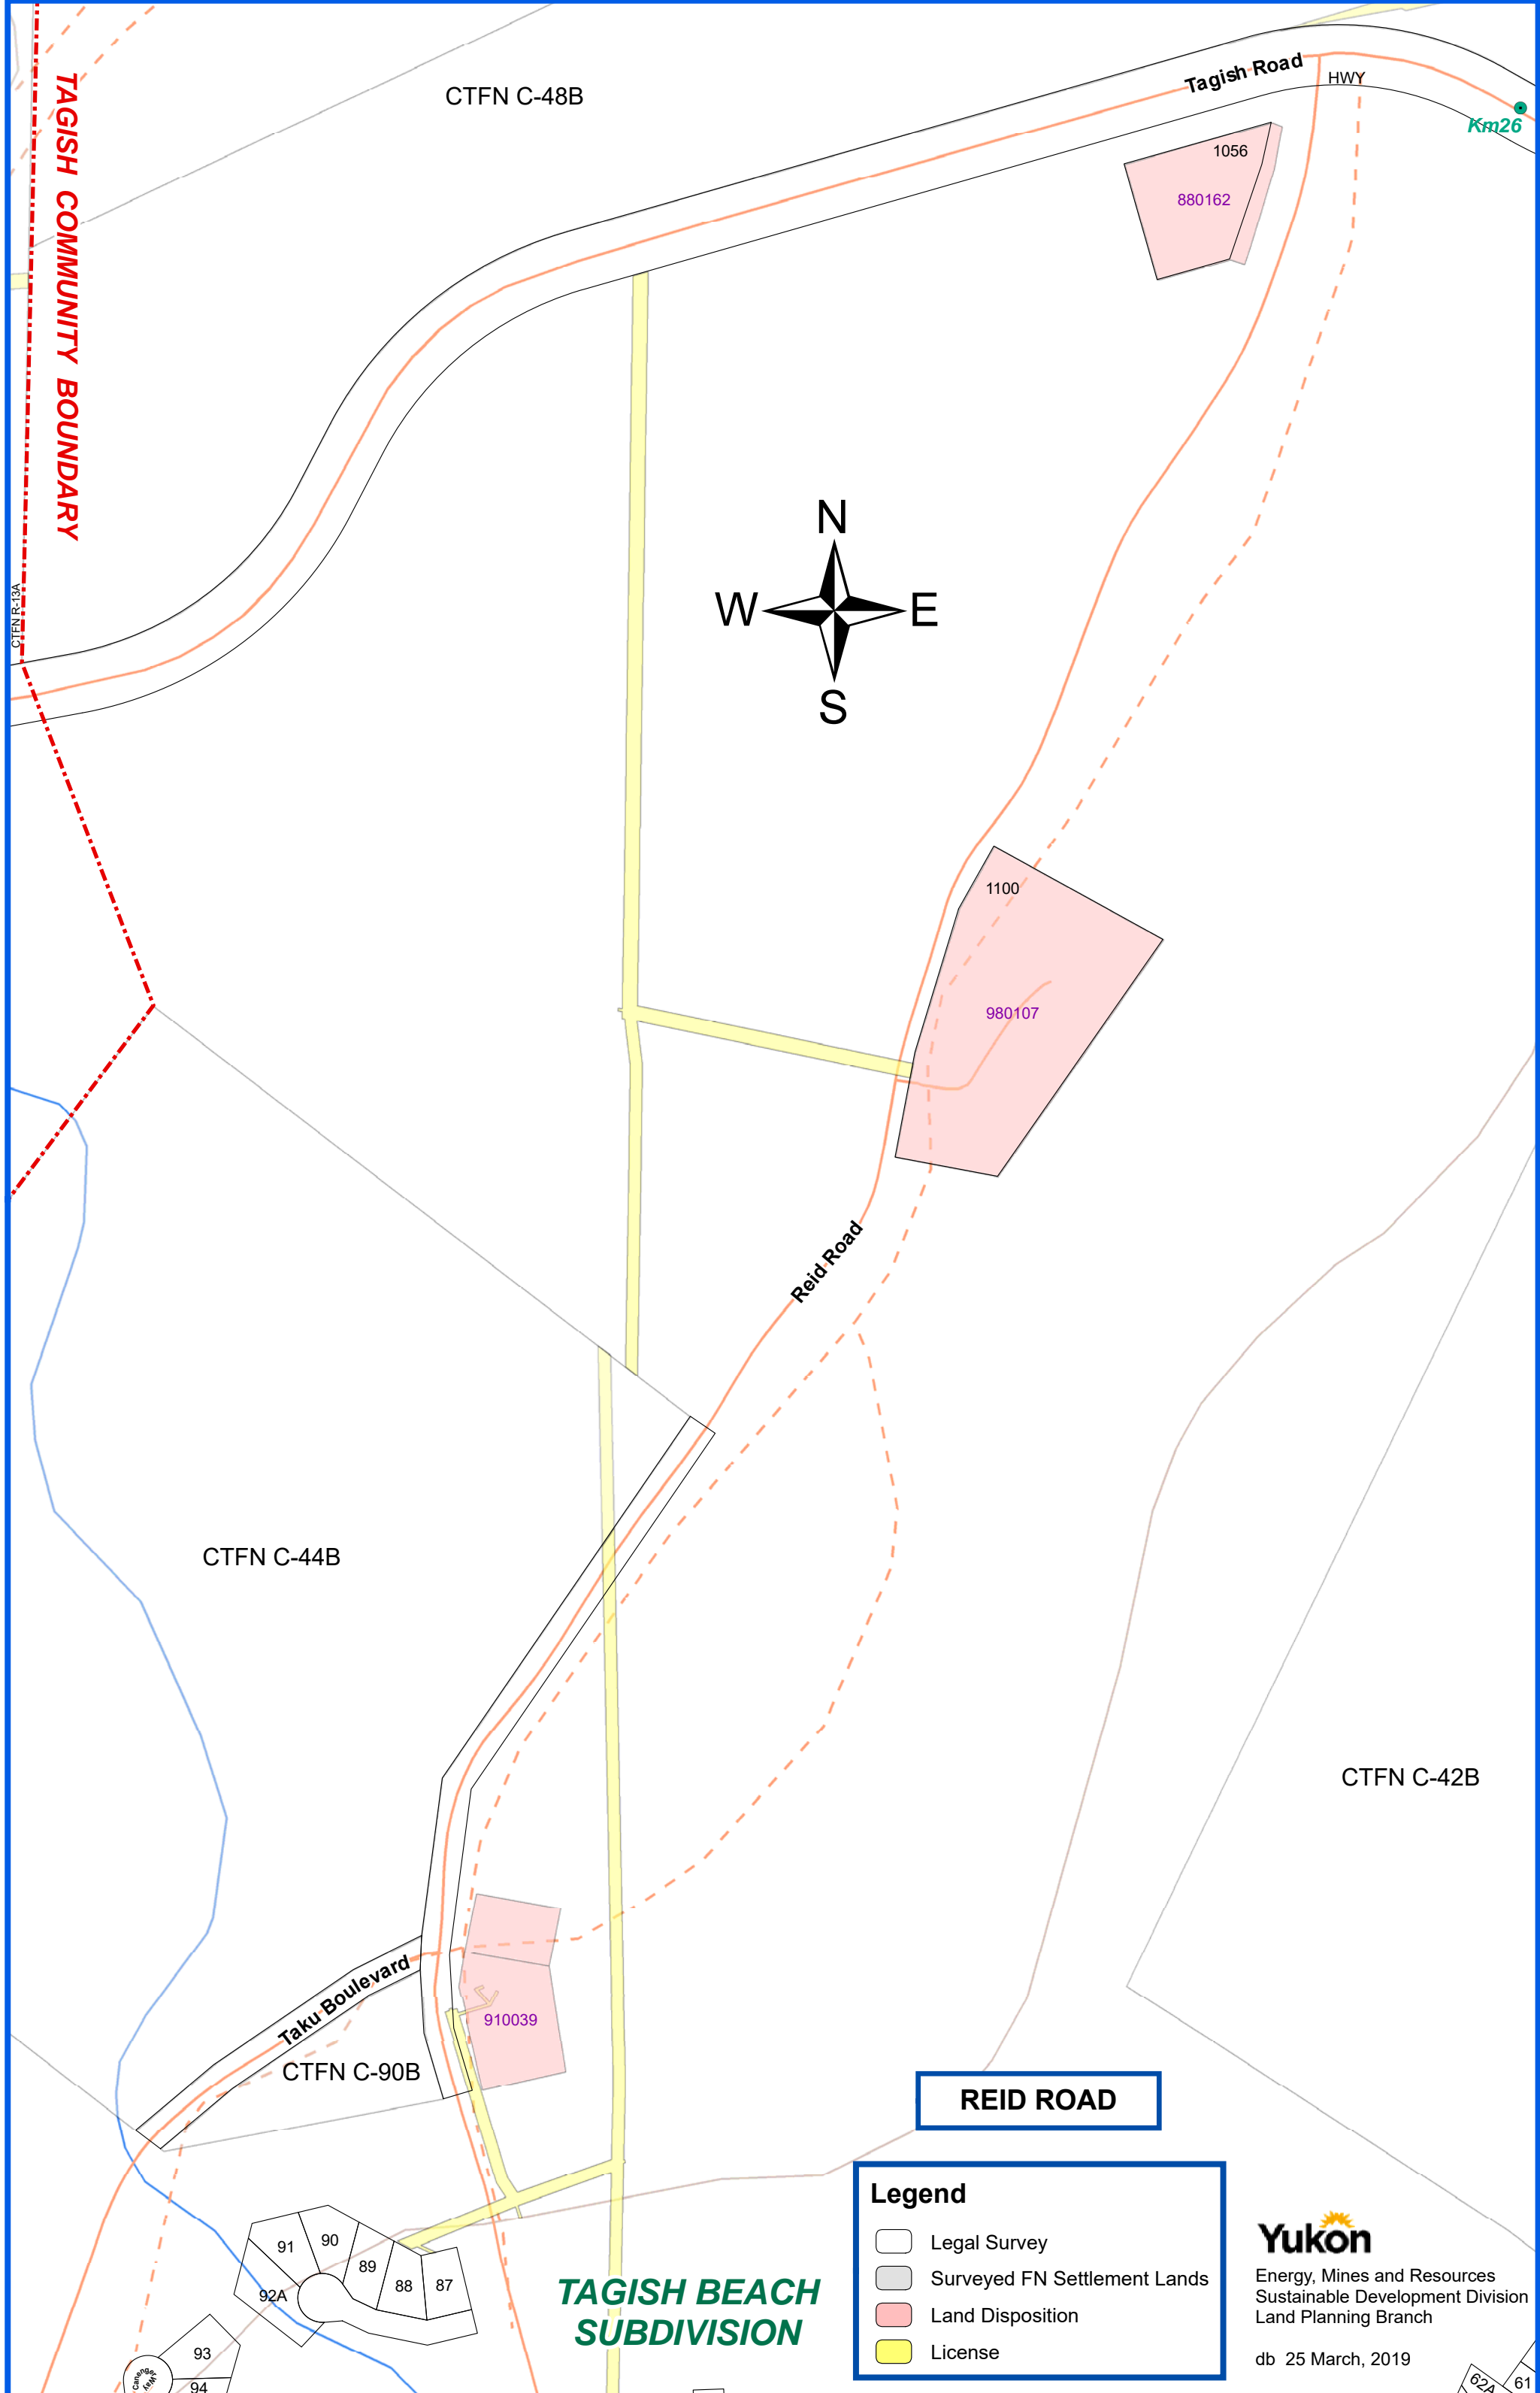 TAGISH COMMUNITY BOUNDARY
CTFN C-48B
Tagish Road
HWY
Km26
1056
880162
CTFN R-13A
N
W
E
S
1100
980107
Reid Road
CTFN C-44B
CTFN C-42B
Taku Boulevard
910039
CTFN C-90B
REID ROAD
91
90
89
88
87
92A
93
94
Canenger Way
TAGISH BEACH
SUBDIVISION
Legend
Legal Survey
Surveyed FN Settlement Lands
Land Disposition
License
Yukon
Energy, Mines and Resources
Sustainable Development Division
Land Planning Branch
db 25 March, 2019
62A
61